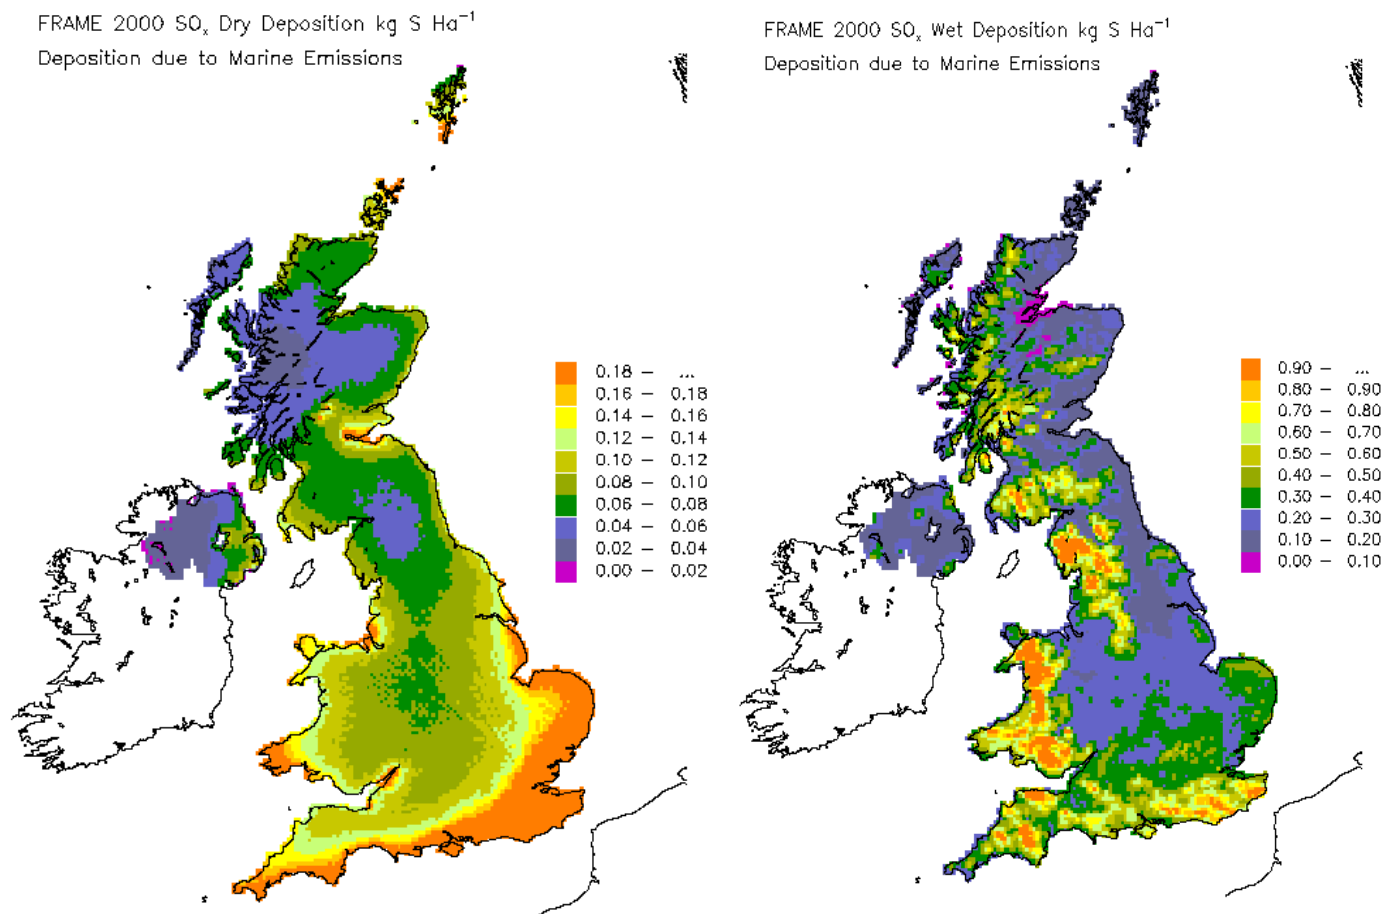 FRAME 2000 SOₓ Dry Deposition kg S Ha⁻¹
Deposition due to Marine Emissions
0.18 – ...
0.16 – 0.18
0.14 – 0.16
0.12 – 0.14
0.10 – 0.12
0.08 – 0.10
0.06 – 0.08
0.04 – 0.06
0.02 – 0.04
0.00 – 0.02
FRAME 2000 SOₓ Wet Deposition kg S Ha⁻¹
Deposition due to Marine Emissions
0.90 – ...
0.80 – 0.90
0.70 – 0.80
0.60 – 0.70
0.50 – 0.60
0.40 – 0.50
0.30 – 0.40
0.20 – 0.30
0.10 – 0.20
0.00 – 0.10